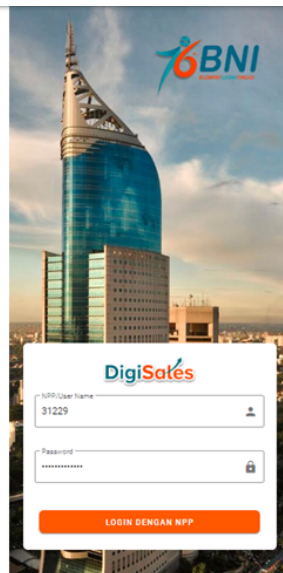 76 BNI
DigiSales
NPP/User Name
31229
Password
•••••••••••••
LOGIN DENGAN NPP